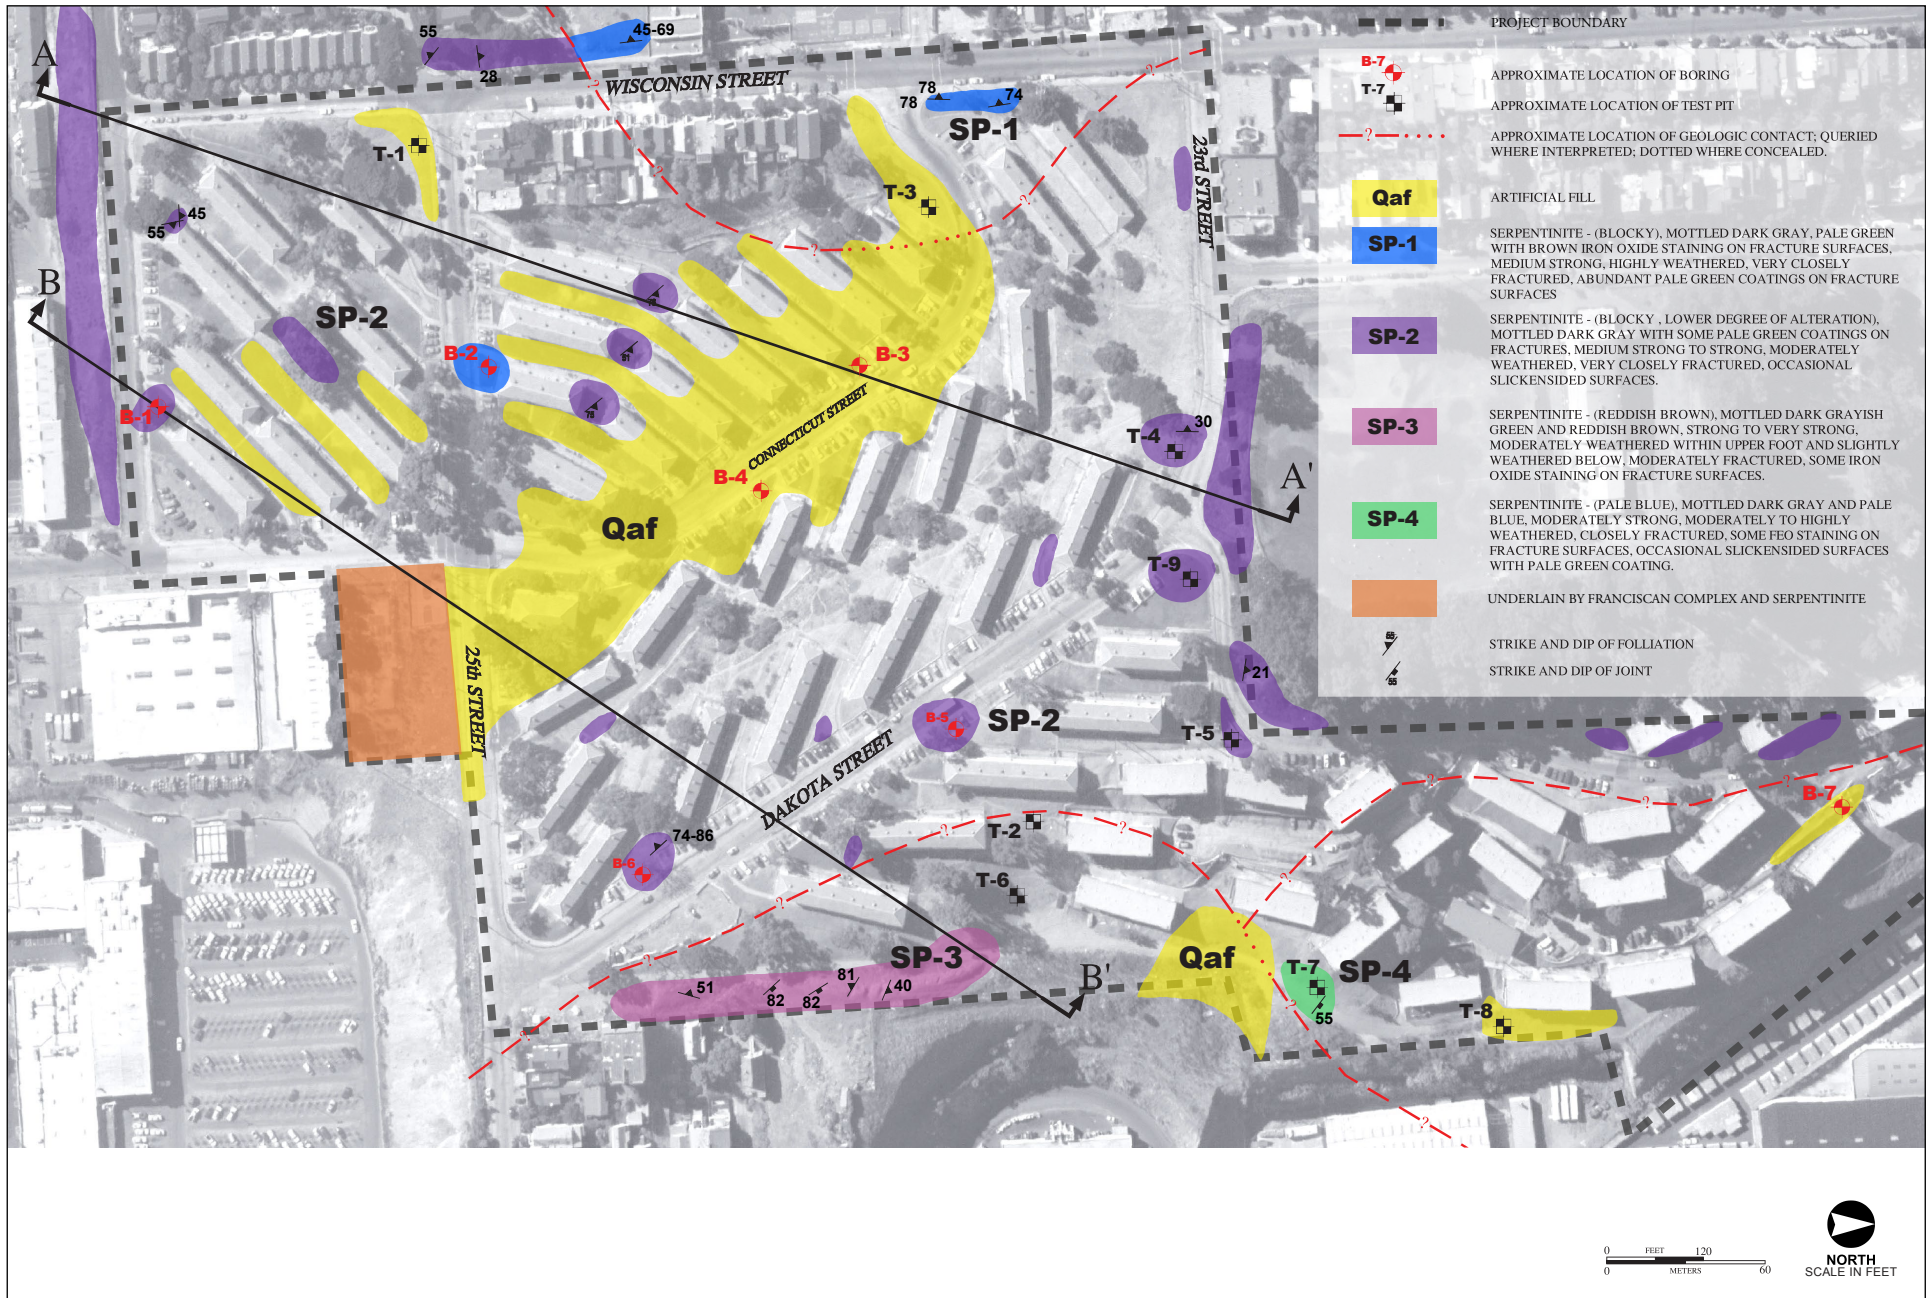 PROJECT BOUNDARY
B-7
APPROXIMATE LOCATION OF BORING
T-7
APPROXIMATE LOCATION OF TEST PIT
?
APPROXIMATE LOCATION OF GEOLOGIC CONTACT; QUERIED
WHERE INTERPRETED; DOTTED WHERE CONCEALED.
Qaf
ARTIFICIAL FILL
SP-1
SERPENTINITE - (BLOCKY), MOTTLED DARK GRAY, PALE GREEN
WITH BROWN IRON OXIDE STAINING ON FRACTURE SURFACES,
MEDIUM STRONG, HIGHLY WEATHERED, VERY CLOSELY
FRACTURED, ABUNDANT PALE GREEN COATINGS ON FRACTURE
SURFACES
SP-2
SERPENTINITE - (BLOCKY , LOWER DEGREE OF ALTERATION),
MOTTLED DARK GRAY WITH SOME PALE GREEN COATINGS ON
FRACTURES, MEDIUM STRONG TO STRONG, MODERATELY
WEATHERED, VERY CLOSELY FRACTURED, OCCASIONAL
SLICKENSIDED SURFACES.
SP-3
SERPENTINITE - (REDDISH BROWN), MOTTLED DARK GRAYISH
GREEN AND REDDISH BROWN, STRONG TO VERY STRONG,
MODERATELY WEATHERED WITHIN UPPER FOOT AND SLIGHTLY
WEATHERED BELOW, MODERATELY FRACTURED, SOME IRON
OXIDE STAINING ON FRACTURE SURFACES.
SP-4
SERPENTINITE - (PALE BLUE), MOTTLED DARK GRAY AND PALE
BLUE, MODERATELY STRONG, MODERATELY TO HIGHLY
WEATHERED, CLOSELY FRACTURED, SOME FEO STAINING ON
FRACTURE SURFACES, OCCASIONAL SLICKENSIDED SURFACES
WITH PALE GREEN COATING.
UNDERLAIN BY FRANCISCAN COMPLEX AND SERPENTINITE
55
STRIKE AND DIP OF FOLLIATION
STRIKE AND DIP OF JOINT
55
A
55
28
45-69
WISCONSIN STREET
78
78
74
SP-1
T-1
T-3
23rd STREET
45
55
B
SP-2
B-2
B-3
CONNECTICUT STREET
B-1
B-4
T-4
30
A'
Qaf
T-9
25th STREET
21
B-5
SP-2
T-5
DAKOTA STREET
B-7
T-2
74-86
B-6
T-6
SP-3
51
82
82
81
40
B'
Qaf
T-7
SP-4
55
T-8
0
FEET
120
0
METERS
60
NORTH
SCALE IN FEET